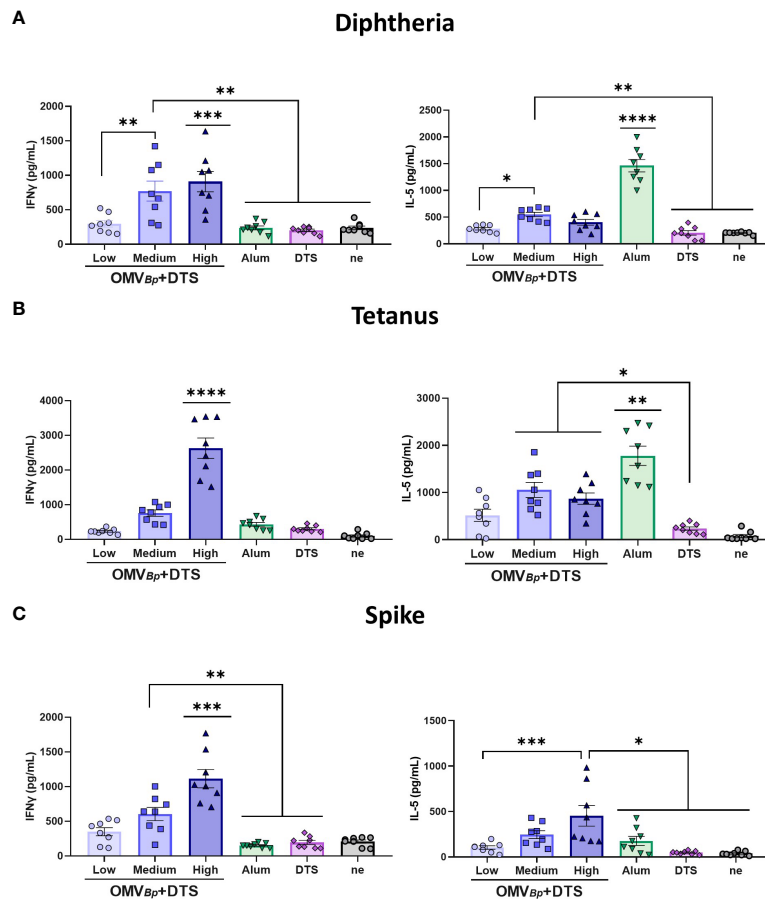 A
Diphtheria
IFNγ (pg/mL)
2000
1500
1000
500
0
**
**
***
Low Medium High Alum DTS ne
OMVBp+DTS
IL-5 (pg/mL)
2500
2000
1500
1000
500
0
*
**
****
Low Medium High Alum DTS ne
OMVBp+DTS
B
Tetanus
IFNγ (pg/mL)
4000
3000
2000
1000
0
****
Low Medium High Alum DTS ne
OMVBp+DTS
IL-5 (pg/mL)
3000
2000
1000
0
*
**
Low Medium High Alum DTS ne
OMVBp+DTS
C
Spike
IFNγ (pg/mL)
2000
1500
1000
500
0
**
***
Low Medium High Alum DTS ne
OMVBp+DTS
IL-5 (pg/mL)
1500
1000
500
0
***
*
Low Medium High Alum DTS ne
OMVBp+DTS